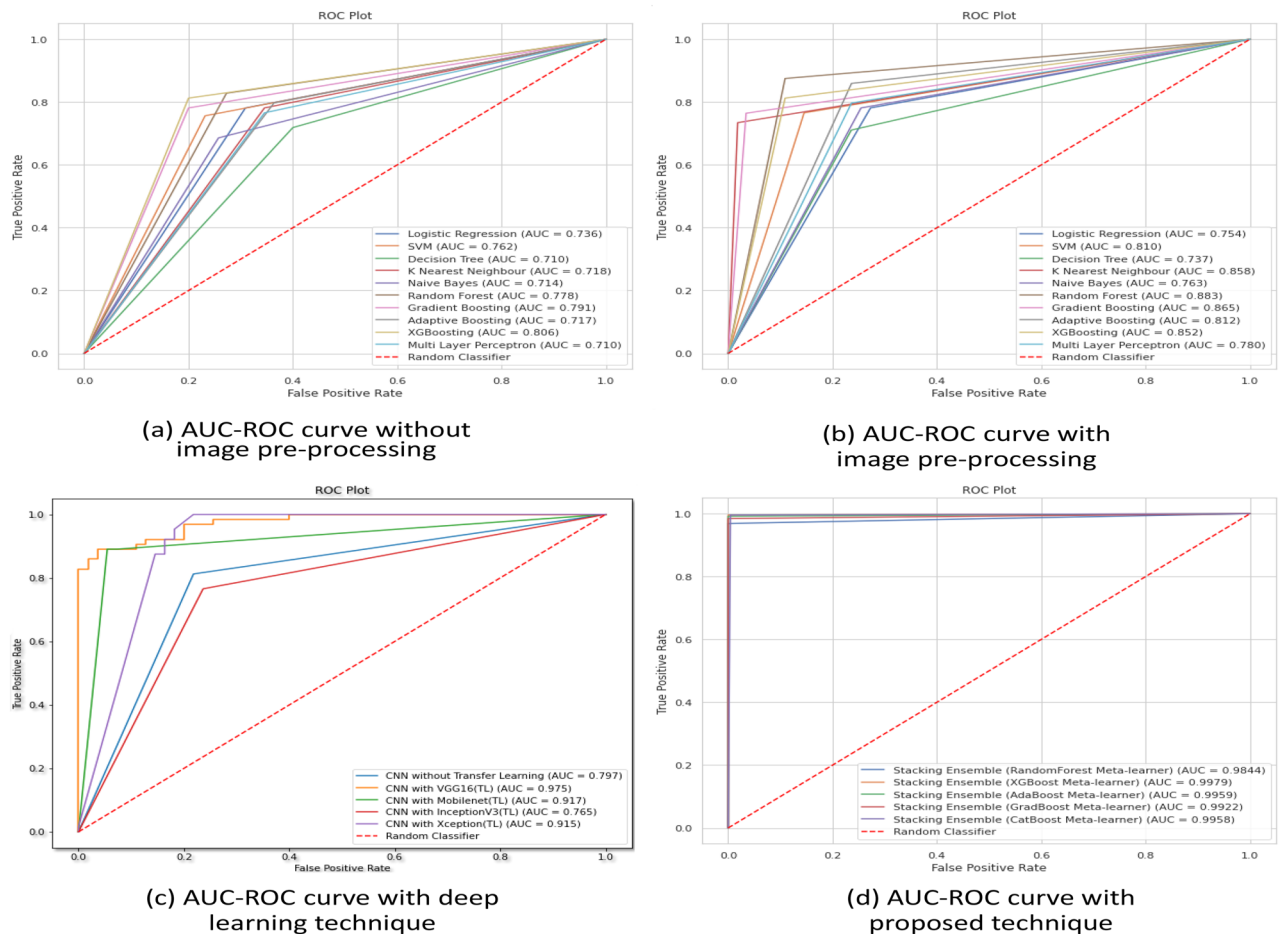 ROC Plot
1.0
0.8
0.6
0.4
0.2
0.0
True Positive Rate
Logistic Regression (AUC = 0.736)
SVM (AUC = 0.762)
Decision Tree (AUC = 0.710)
K Nearest Neighbour (AUC = 0.718)
Naive Bayes (AUC = 0.714)
Random Forest (AUC = 0.778)
Gradient Boosting (AUC = 0.791)
Adaptive Boosting (AUC = 0.717)
XGBoosting (AUC = 0.806)
Multi Layer Perceptron (AUC = 0.710)
Random Classifier
0.0 0.2 0.4 0.6 0.8 1.0
False Positive Rate
(a) AUC-ROC curve without
image pre-processing
ROC Plot
1.0
0.8
0.6
0.4
0.2
0.0
True Positive Rate
Logistic Regression (AUC = 0.754)
SVM (AUC = 0.810)
Decision Tree (AUC = 0.737)
K Nearest Neighbour (AUC = 0.858)
Naive Bayes (AUC = 0.763)
Random Forest (AUC = 0.883)
Gradient Boosting (AUC = 0.865)
Adaptive Boosting (AUC = 0.812)
XGBoosting (AUC = 0.852)
Multi Layer Perceptron (AUC = 0.780)
Random Classifier
0.0 0.2 0.4 0.6 0.8 1.0
False Positive Rate
(b) AUC-ROC curve with
image pre-processing
ROC Plot
1.0
0.8
0.6
0.4
0.2
0.0
True Positive Rate
CNN without Transfer Learning (AUC = 0.797)
CNN with VGG16(TL) (AUC = 0.975)
CNN with Mobilenet(TL) (AUC = 0.917)
CNN with InceptionV3(TL) (AUC = 0.765)
CNN with Xception(TL) (AUC = 0.915)
Random Classifier
0.0 0.2 0.4 0.6 0.8 1.0
False Positive Rate
(c) AUC-ROC curve with deep
learning technique
ROC Plot
1.0
0.8
0.6
0.4
0.2
0.0
True Positive Rate
Stacking Ensemble (RandomForest Meta-learner) (AUC = 0.9844)
Stacking Ensemble (XGBoost Meta-learner) (AUC = 0.9979)
Stacking Ensemble (AdaBoost Meta-learner) (AUC = 0.9959)
Stacking Ensemble (GradBoost Meta-learner) (AUC = 0.9922)
Stacking Ensemble (CatBoost Meta-learner) (AUC = 0.9958)
Random Classifier
0.0 0.2 0.4 0.6 0.8 1.0
False Positive Rate
(d) AUC-ROC curve with
proposed technique